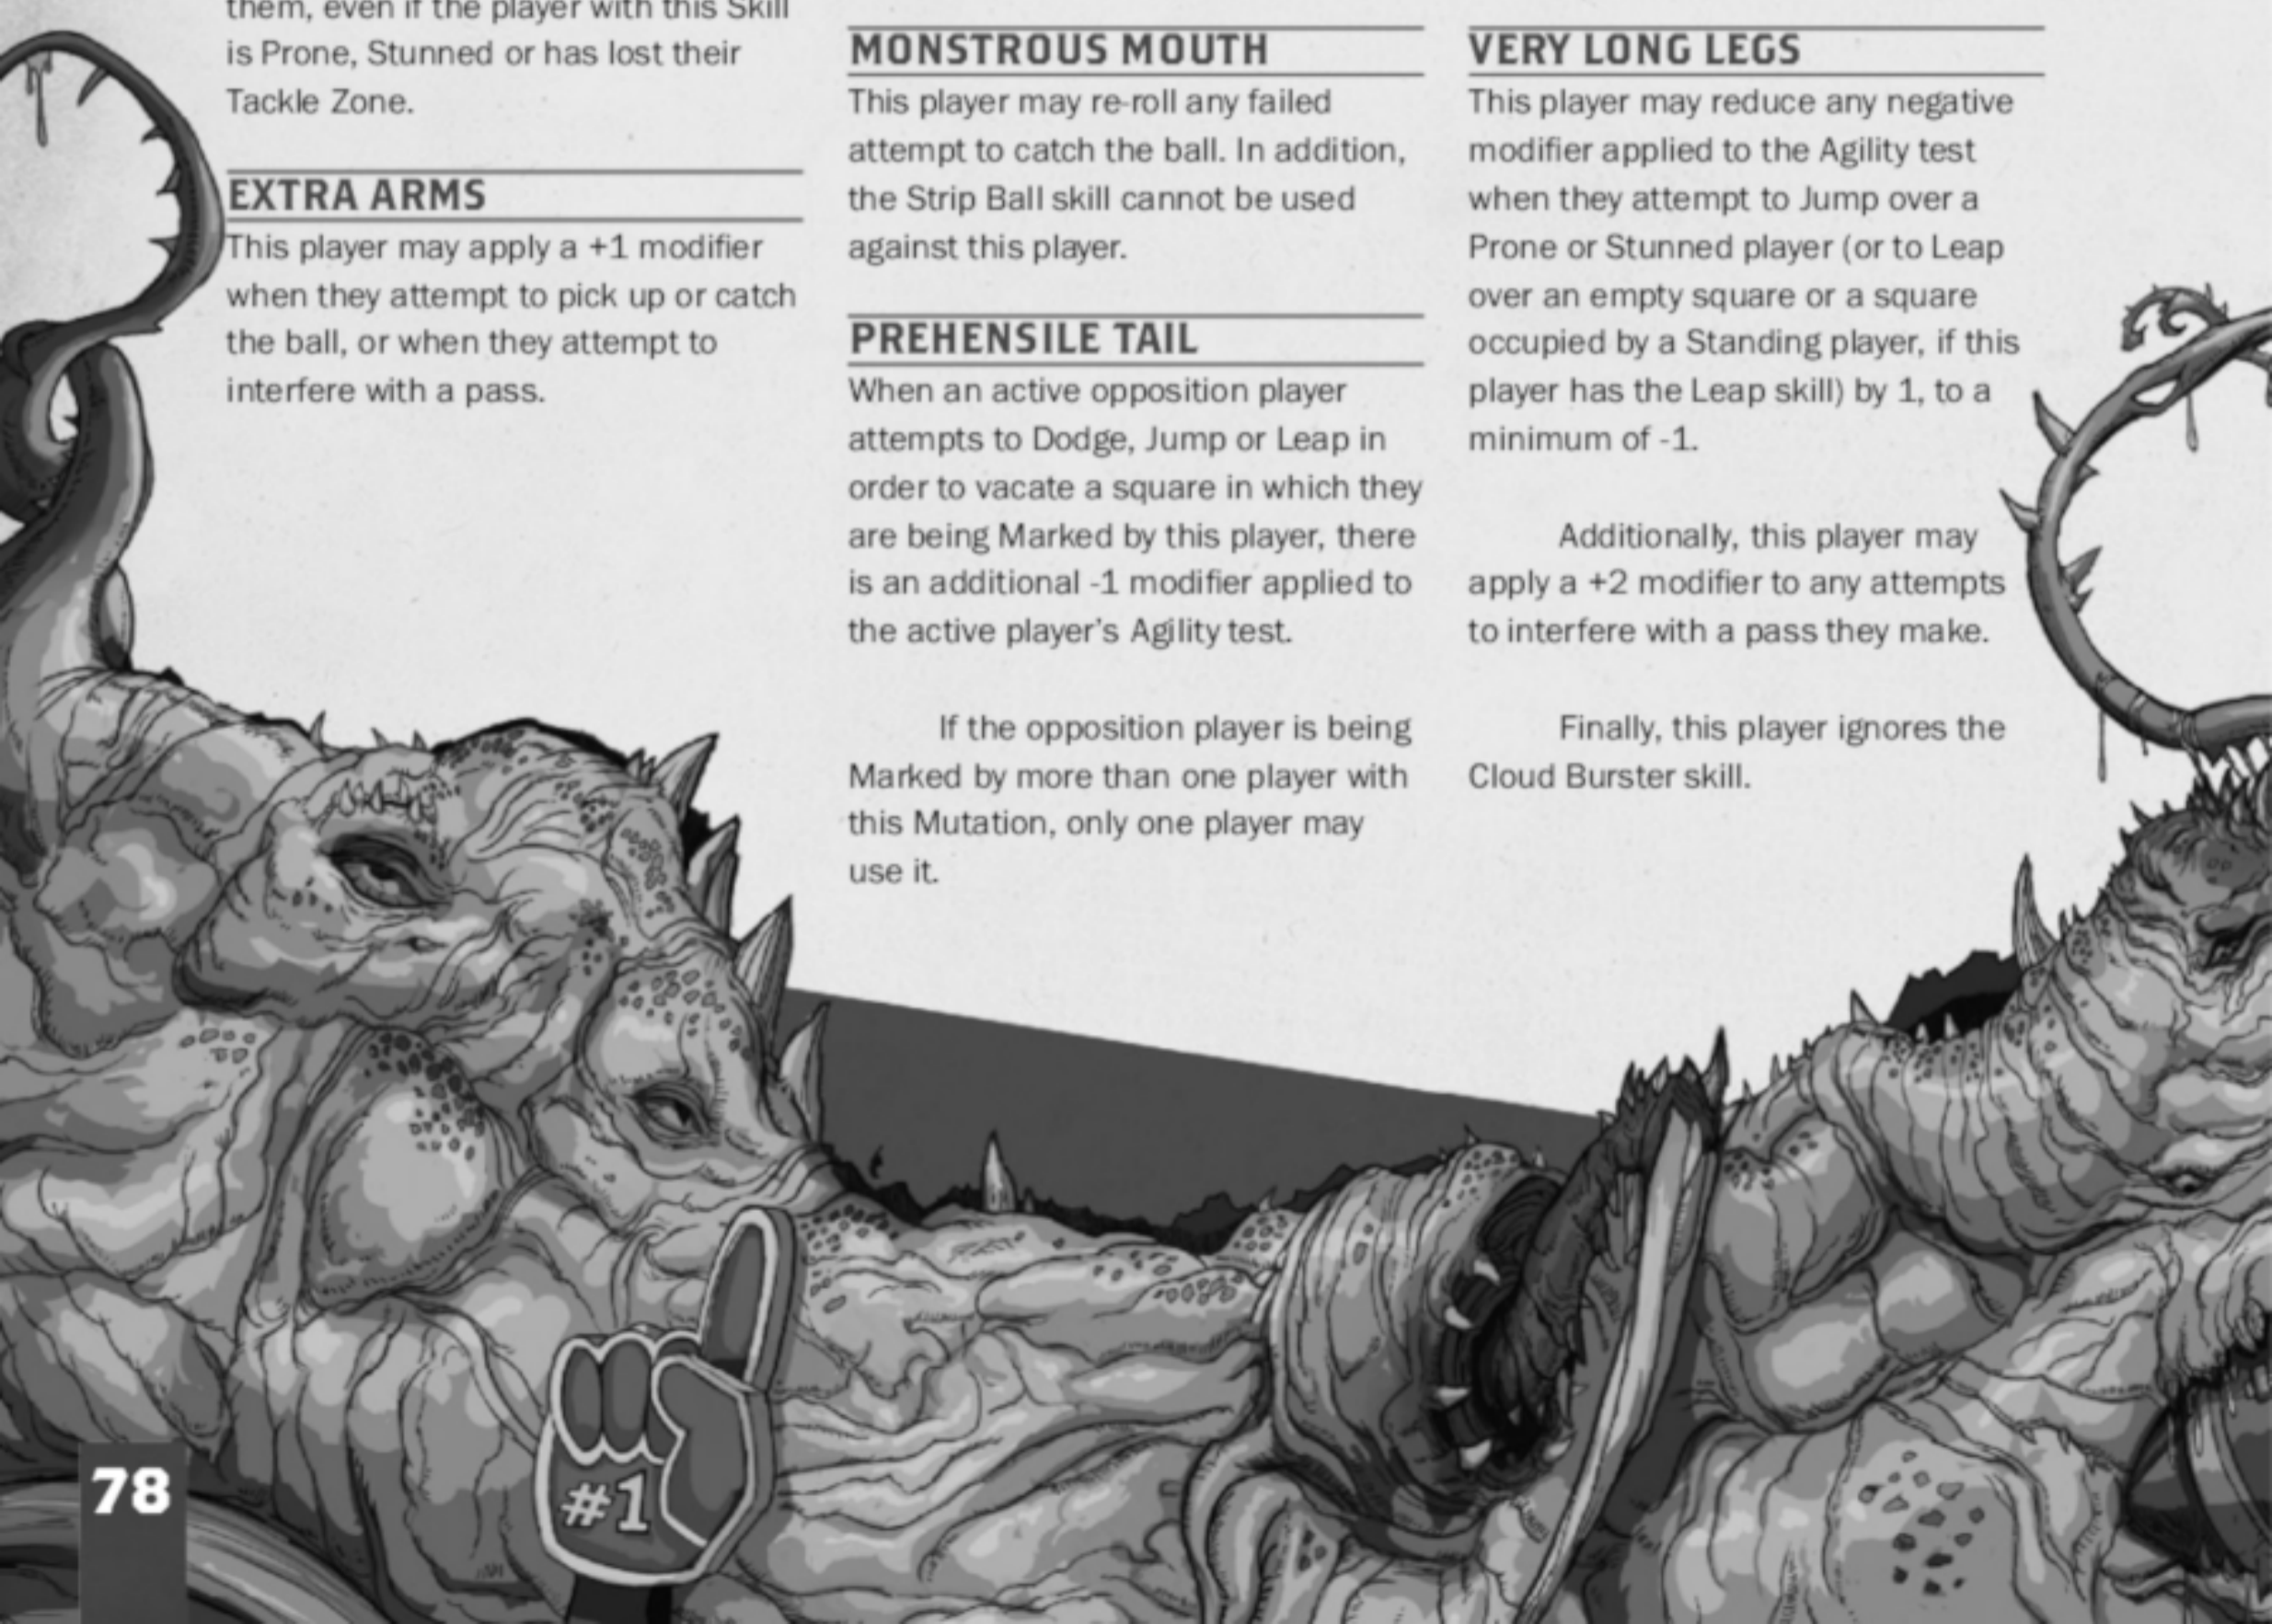 them, even if the player with this Skill
is Prone, Stunned or has lost their
Tackle Zone.
EXTRA ARMS
This player may apply a +1 modifier
when they attempt to pick up or catch
the ball, or when they attempt to
interfere with a pass.
MONSTROUS MOUTH
This player may re-roll any failed
attempt to catch the ball. In addition,
the Strip Ball skill cannot be used
against this player.
PREHENSILE TAIL
When an active opposition player
attempts to Dodge, Jump or Leap in
order to vacate a square in which they
are being Marked by this player, there
is an additional -1 modifier applied to
the active player's Agility test.
If the opposition player is being
Marked by more than one player with
this Mutation, only one player may
use it.
VERY LONG LEGS
This player may reduce any negative
modifier applied to the Agility test
when they attempt to Jump over a
Prone or Stunned player (or to Leap
over an empty square or a square
occupied by a Standing player, if this
player has the Leap skill) by 1, to a
minimum of -1.
Additionally, this player may
apply a +2 modifier to any attempts
to interfere with a pass they make.
Finally, this player ignores the
Cloud Burster skill.
#1
78